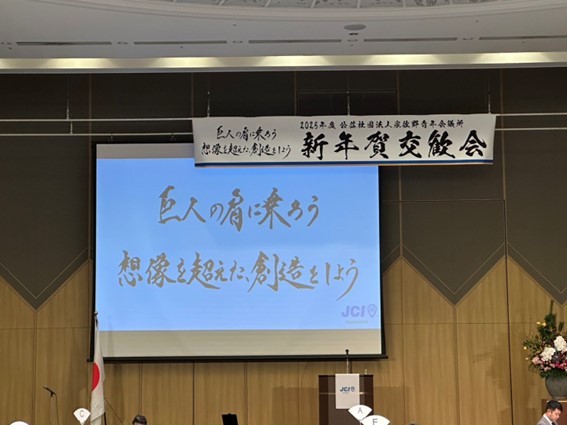 2025年度 公益社団法人宗像青年会議所
巨人の肩に乗ろう
想像を超えた、創造をしよう
新年賀交歓会
巨人の肩に乗ろう
想像を超えた、創造をしよう
JCI
JCI
C
A
F